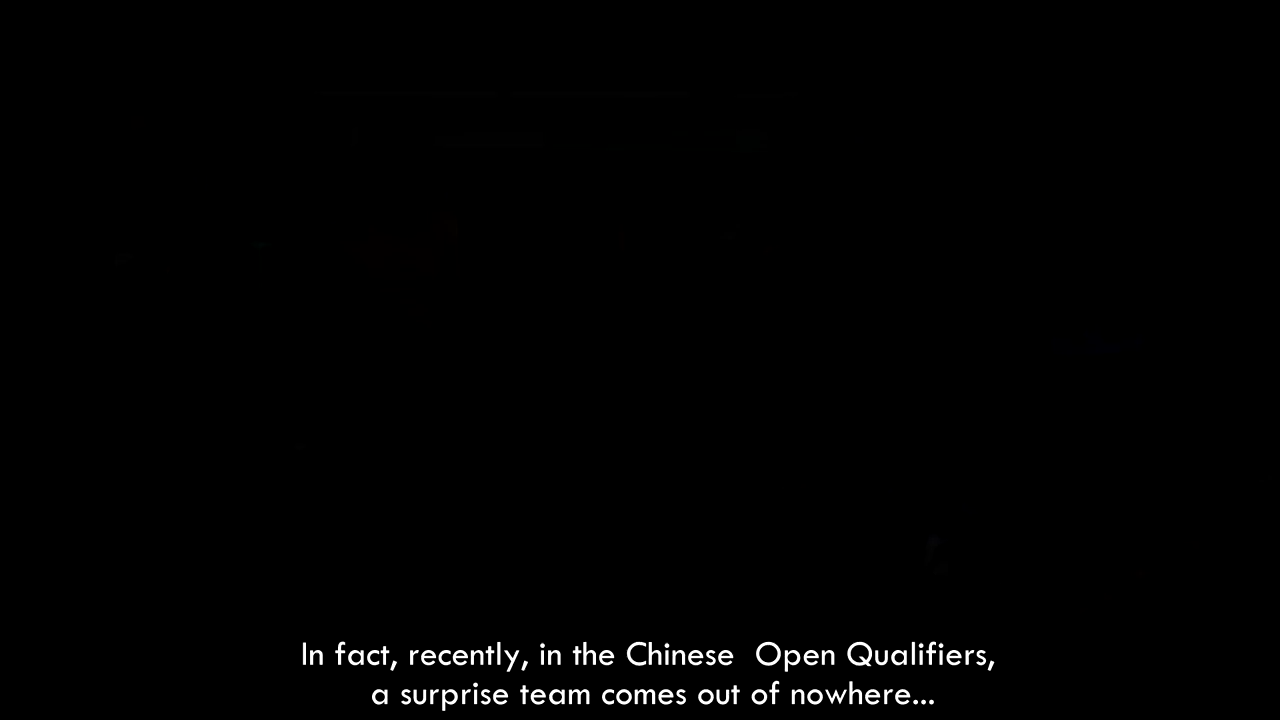 In fact, recently, in the Chinese  Open Qualifiers,
a surprise team comes out of nowhere...